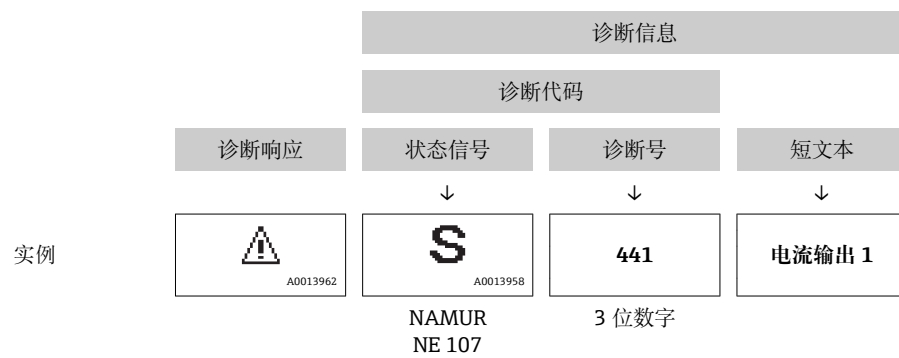 诊断信息
诊断代码
诊断响应 状态信号 诊断号 短文本
↓ ↓ ↓
实例 S 441 电流输出 1
A0013962 A0013958
NAMUR 3 位数字
NE 107